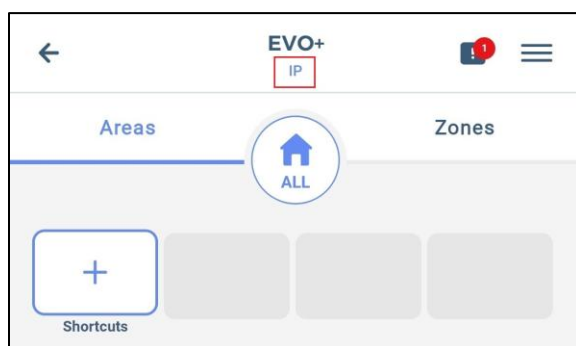 EVO+
IP
! 1
Areas
Zones
ALL
+
Shortcuts